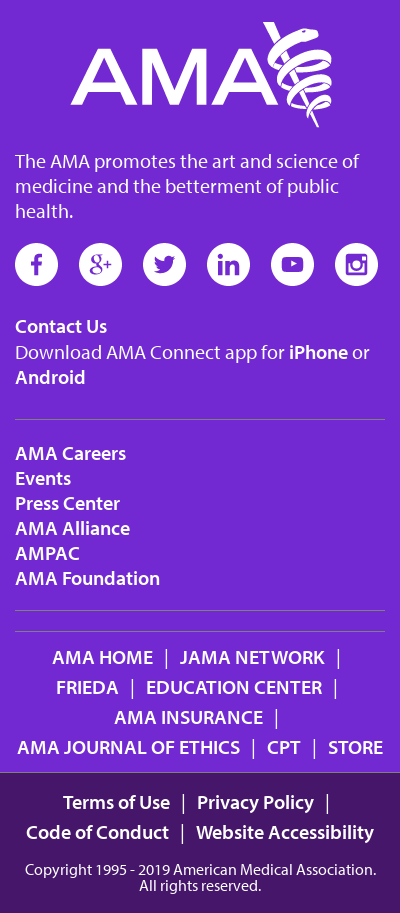 AMA
The AMA promotes the art and science of
medicine and the betterment of public
health.
Contact Us
Download AMA Connect app for iPhone or
Android
AMA Careers
Events
Press Center
AMA Alliance
AMPAC
AMA Foundation
AMA HOME | JAMA NETWORK |
FRIEDA | EDUCATION CENTER |
AMA INSURANCE |
AMA JOURNAL OF ETHICS | CPT | STORE
Terms of Use | Privacy Policy |
Code of Conduct | Website Accessibility
Copyright 1995 - 2019 American Medical Association.
All rights reserved.